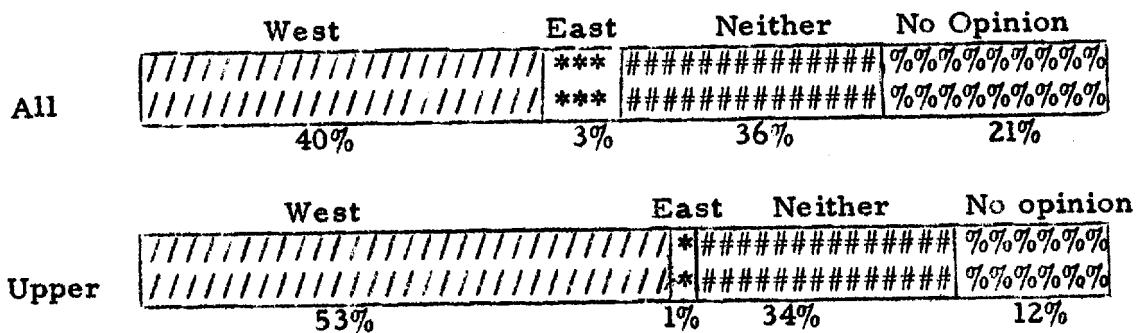 West East Neither No Opinion
All
40% 3% 36% 21%
West East Neither No opinion
Upper
53% 1% 34% 12%